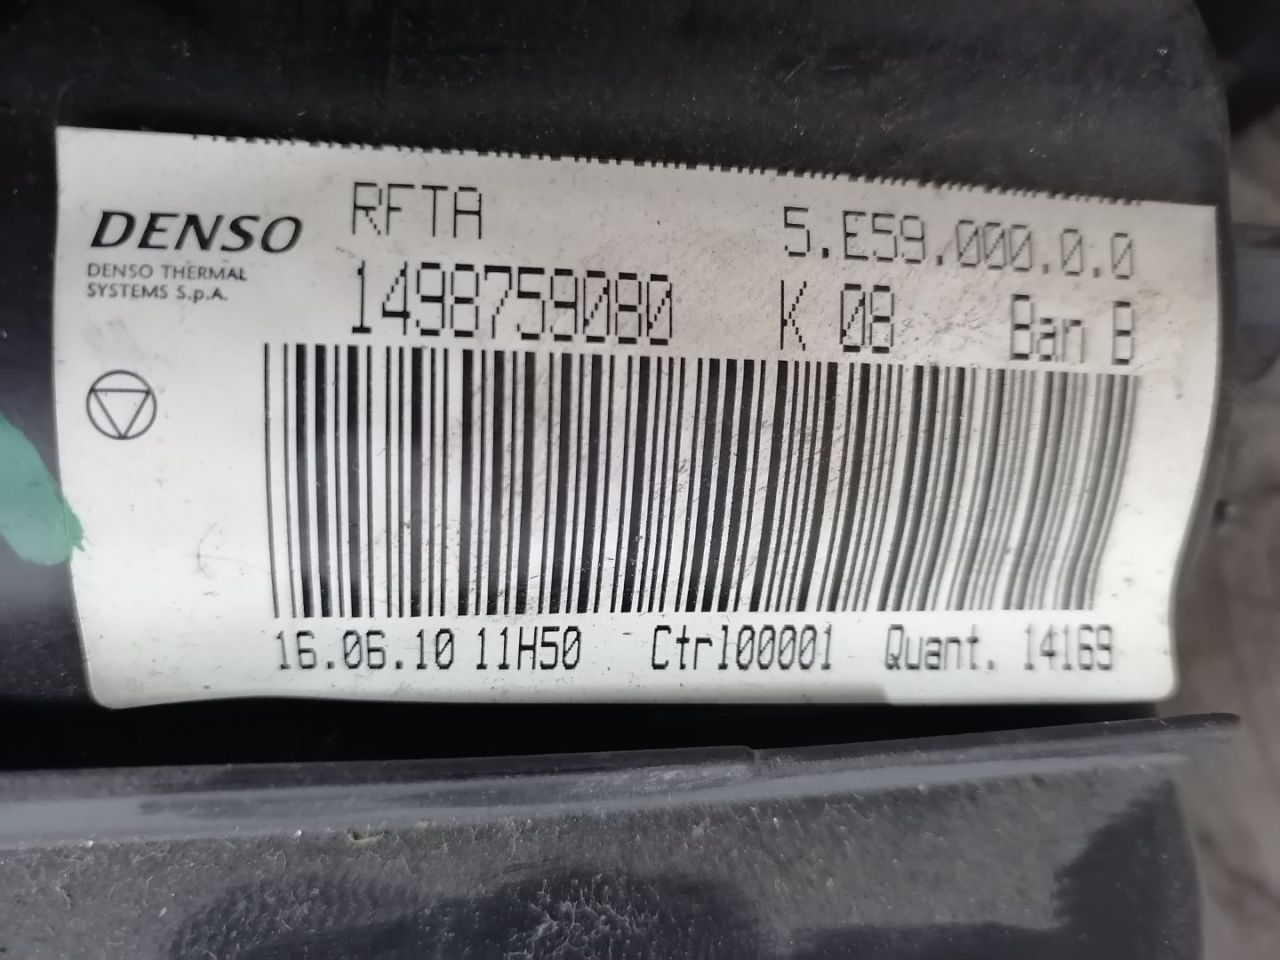 DENSO
DENSO THERMAL
SYSTEMS S.p.A.
RFTA 5.E59.000.0.0
1498759080 K 08 Ban B
16.06.10 11H50 Ctrl00001 Quant. 14169